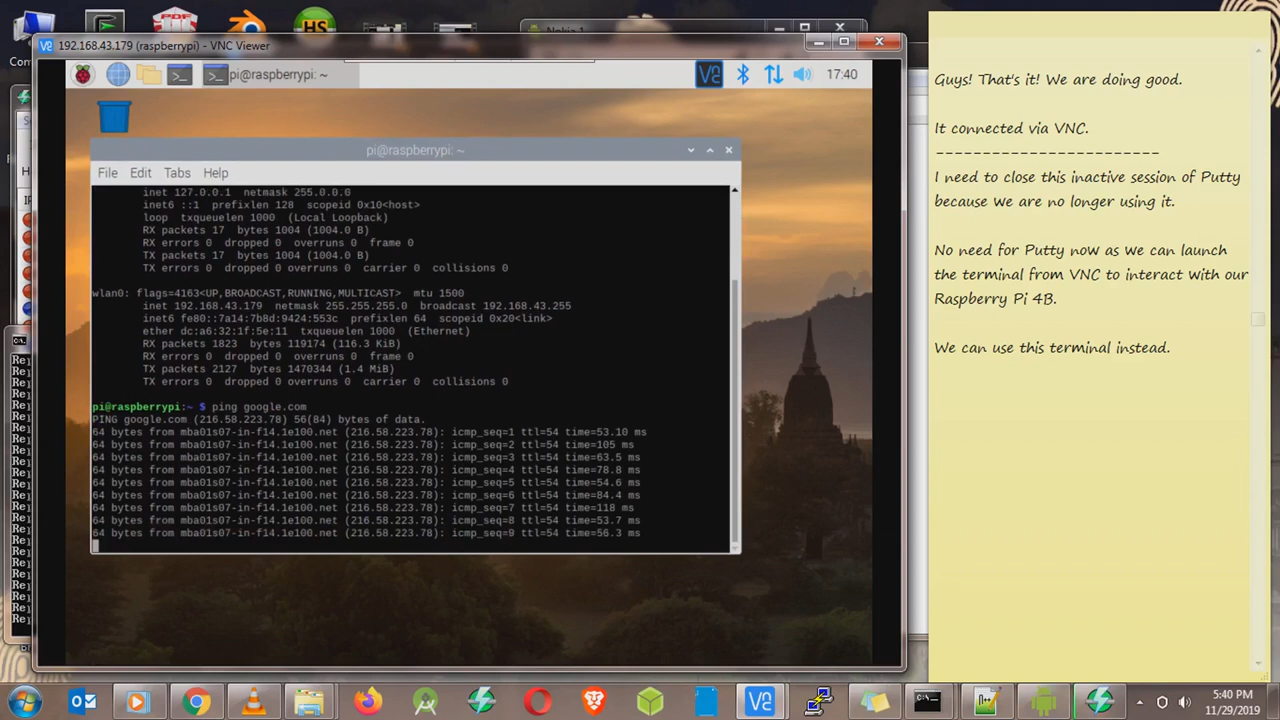 PDF
HS
Nokia 1
Com
192.168.43.179 (raspberrypi) - VNC Viewer
pi@raspberrypi: ~
17:40
pi@raspberrypi: ~
File Edit Tabs Help
inet 127.0.0.1 netmask 255.0.0.0
inet6 ::1 prefixlen 128 scopeid 0x10<host>
loop txqueuelen 1000 (Local Loopback)
RX packets 17 bytes 1004 (1004.0 B)
RX errors 0 dropped 0 overruns 0 frame 0
TX packets 17 bytes 1004 (1004.0 B)
TX errors 0 dropped 0 overruns 0 carrier 0 collisions 0
wlan0: flags=4163<UP,BROADCAST,RUNNING,MULTICAST> mtu 1500
inet 192.168.43.179 netmask 255.255.255.0 broadcast 192.168.43.255
inet6 fe80::7a14:7b8d:9424:553c prefixlen 64 scopeid 0x20<link>
ether dc:a6:32:1f:5e:11 txqueuelen 1000 (Ethernet)
RX packets 1823 bytes 119174 (116.3 KiB)
RX errors 0 dropped 0 overruns 0 frame 0
TX packets 2127 bytes 1470344 (1.4 MiB)
TX errors 0 dropped 0 overruns 0 carrier 0 collisions 0
pi@raspberrypi:~ $ ping google.com
PING google.com (216.58.223.78) 56(84) bytes of data.
64 bytes from mba01s07-in-f14.1e100.net (216.58.223.78): icmp_seq=1 ttl=54 time=53.10 ms
64 bytes from mba01s07-in-f14.1e100.net (216.58.223.78): icmp_seq=2 ttl=54 time=105 ms
64 bytes from mba01s07-in-f14.1e100.net (216.58.223.78): icmp_seq=3 ttl=54 time=63.5 ms
64 bytes from mba01s07-in-f14.1e100.net (216.58.223.78): icmp_seq=4 ttl=54 time=78.8 ms
64 bytes from mba01s07-in-f14.1e100.net (216.58.223.78): icmp_seq=5 ttl=54 time=54.6 ms
64 bytes from mba01s07-in-f14.1e100.net (216.58.223.78): icmp_seq=6 ttl=54 time=84.4 ms
64 bytes from mba01s07-in-f14.1e100.net (216.58.223.78): icmp_seq=7 ttl=54 time=118 ms
64 bytes from mba01s07-in-f14.1e100.net (216.58.223.78): icmp_seq=8 ttl=54 time=53.7 ms
64 bytes from mba01s07-in-f14.1e100.net (216.58.223.78): icmp_seq=9 ttl=54 time=56.3 ms
Guys! That's it! We are doing good.
It connected via VNC.
------------------------
I need to close this inactive session of Putty
because we are no longer using it.
No need for Putty now as we can launch
the terminal from VNC to interact with our
Raspberry Pi 4B.
We can use this terminal instead.
5:40 PM
11/29/2019